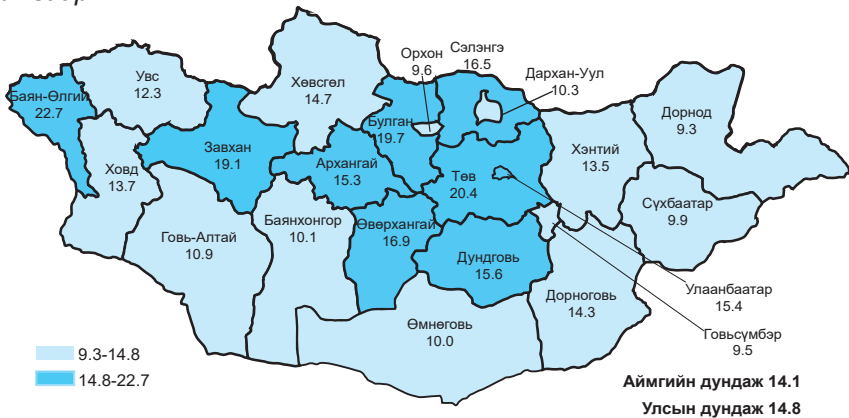 Орхон
9.6
Сэлэнгэ
16.5
Дархан-Уул
10.3
Увс
12.3
Хөвсгөл
14.7
Баян-Өлгий
22.7
Булган
19.7
Дорнод
9.3
Завхан
19.1
Хэнтий
13.5
Ховд
13.7
Архангай
15.3
Төв
20.4
Сүхбаатар
9.9
Баянхонгор
10.1
Өвөрхангай
16.9
Говь-Алтай
10.9
Дундговь
15.6
Улаанбаатар
15.4
Дорноговь
14.3
Өмнөговь
10.0
Говьсүмбэр
9.5
9.3-14.8
14.8-22.7
Аймгийн дундаж 14.1
Улсын дундаж 14.8